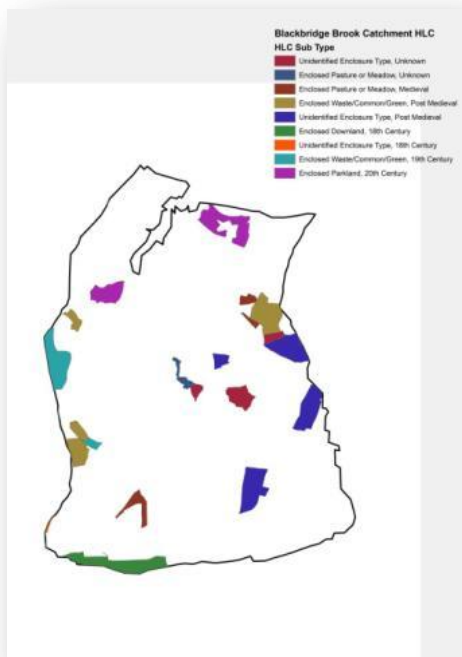 Blackbridge Brook Catchment HLC
HLC Sub Type
Unidentified Enclosure Type, Unknown
Enclosed Pasture or Meadow, Unknown
Enclosed Pasture or Meadow, Medieval
Enclosed Waste/Common/Green, Post Medieval
Unidentified Enclosure Type, Post Medieval
Enclosed Downland, 18th Century
Unidentified Enclosure Type, 18th Century
Enclosed Waste/Common/Green, 19th Century
Enclosed Parkland, 20th Century